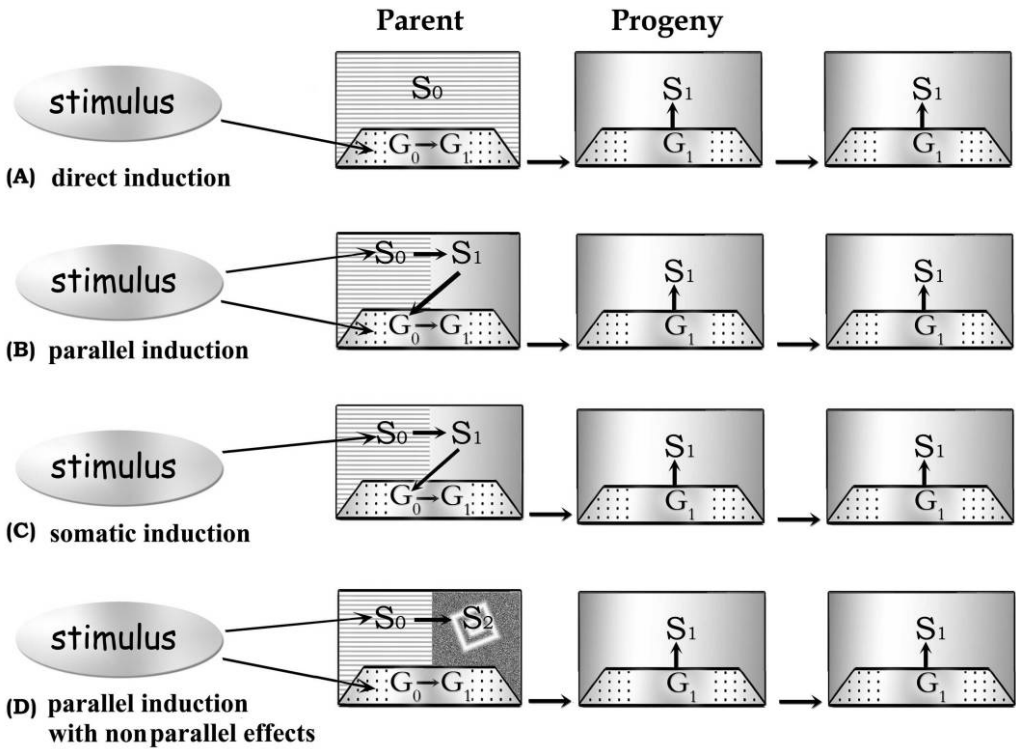 Parent Progeny
S0 S1 S1
stimulus
G0→G1 G1 G1
(A) direct induction
S0 S1 S1 S1
stimulus
G0→G1 G1 G1
(B) parallel induction
S0 S1 S1 S1
stimulus
G0→G1 G1 G1
(C) somatic induction
S0 S2 S1 S1
stimulus
G0→G1 G1 G1
(D) parallel induction
with nonparallel effects